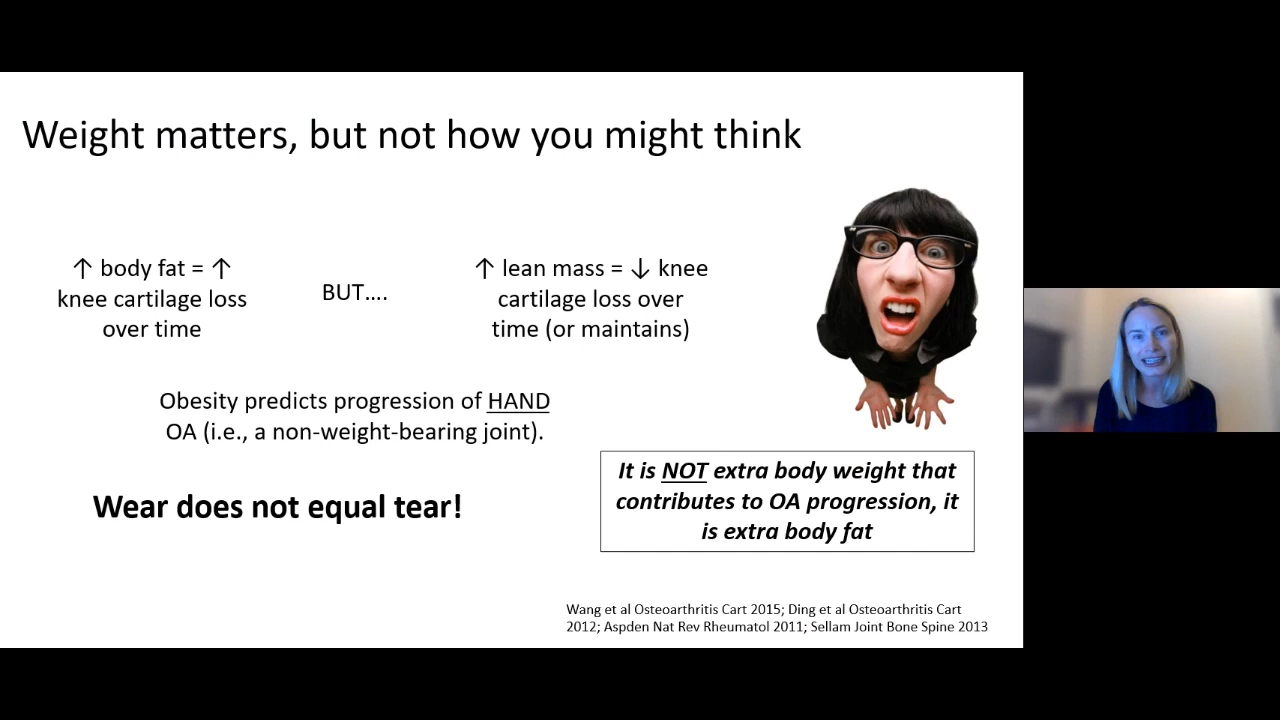 Weight matters, but not how you might think
↑ body fat = ↑
knee cartilage loss
over time
BUT....
↑ lean mass = ↓ knee
cartilage loss over
time (or maintains)
Obesity predicts progression of HAND
OA (i.e., a non-weight-bearing joint).
Wear does not equal tear!
It is NOT extra body weight that
contributes to OA progression, it
is extra body fat
Wang et al Osteoarthritis Cart 2015; Ding et al Osteoarthritis Cart
2012; Aspden Nat Rev Rheumatol 2011; Sellam Joint Bone Spine 2013